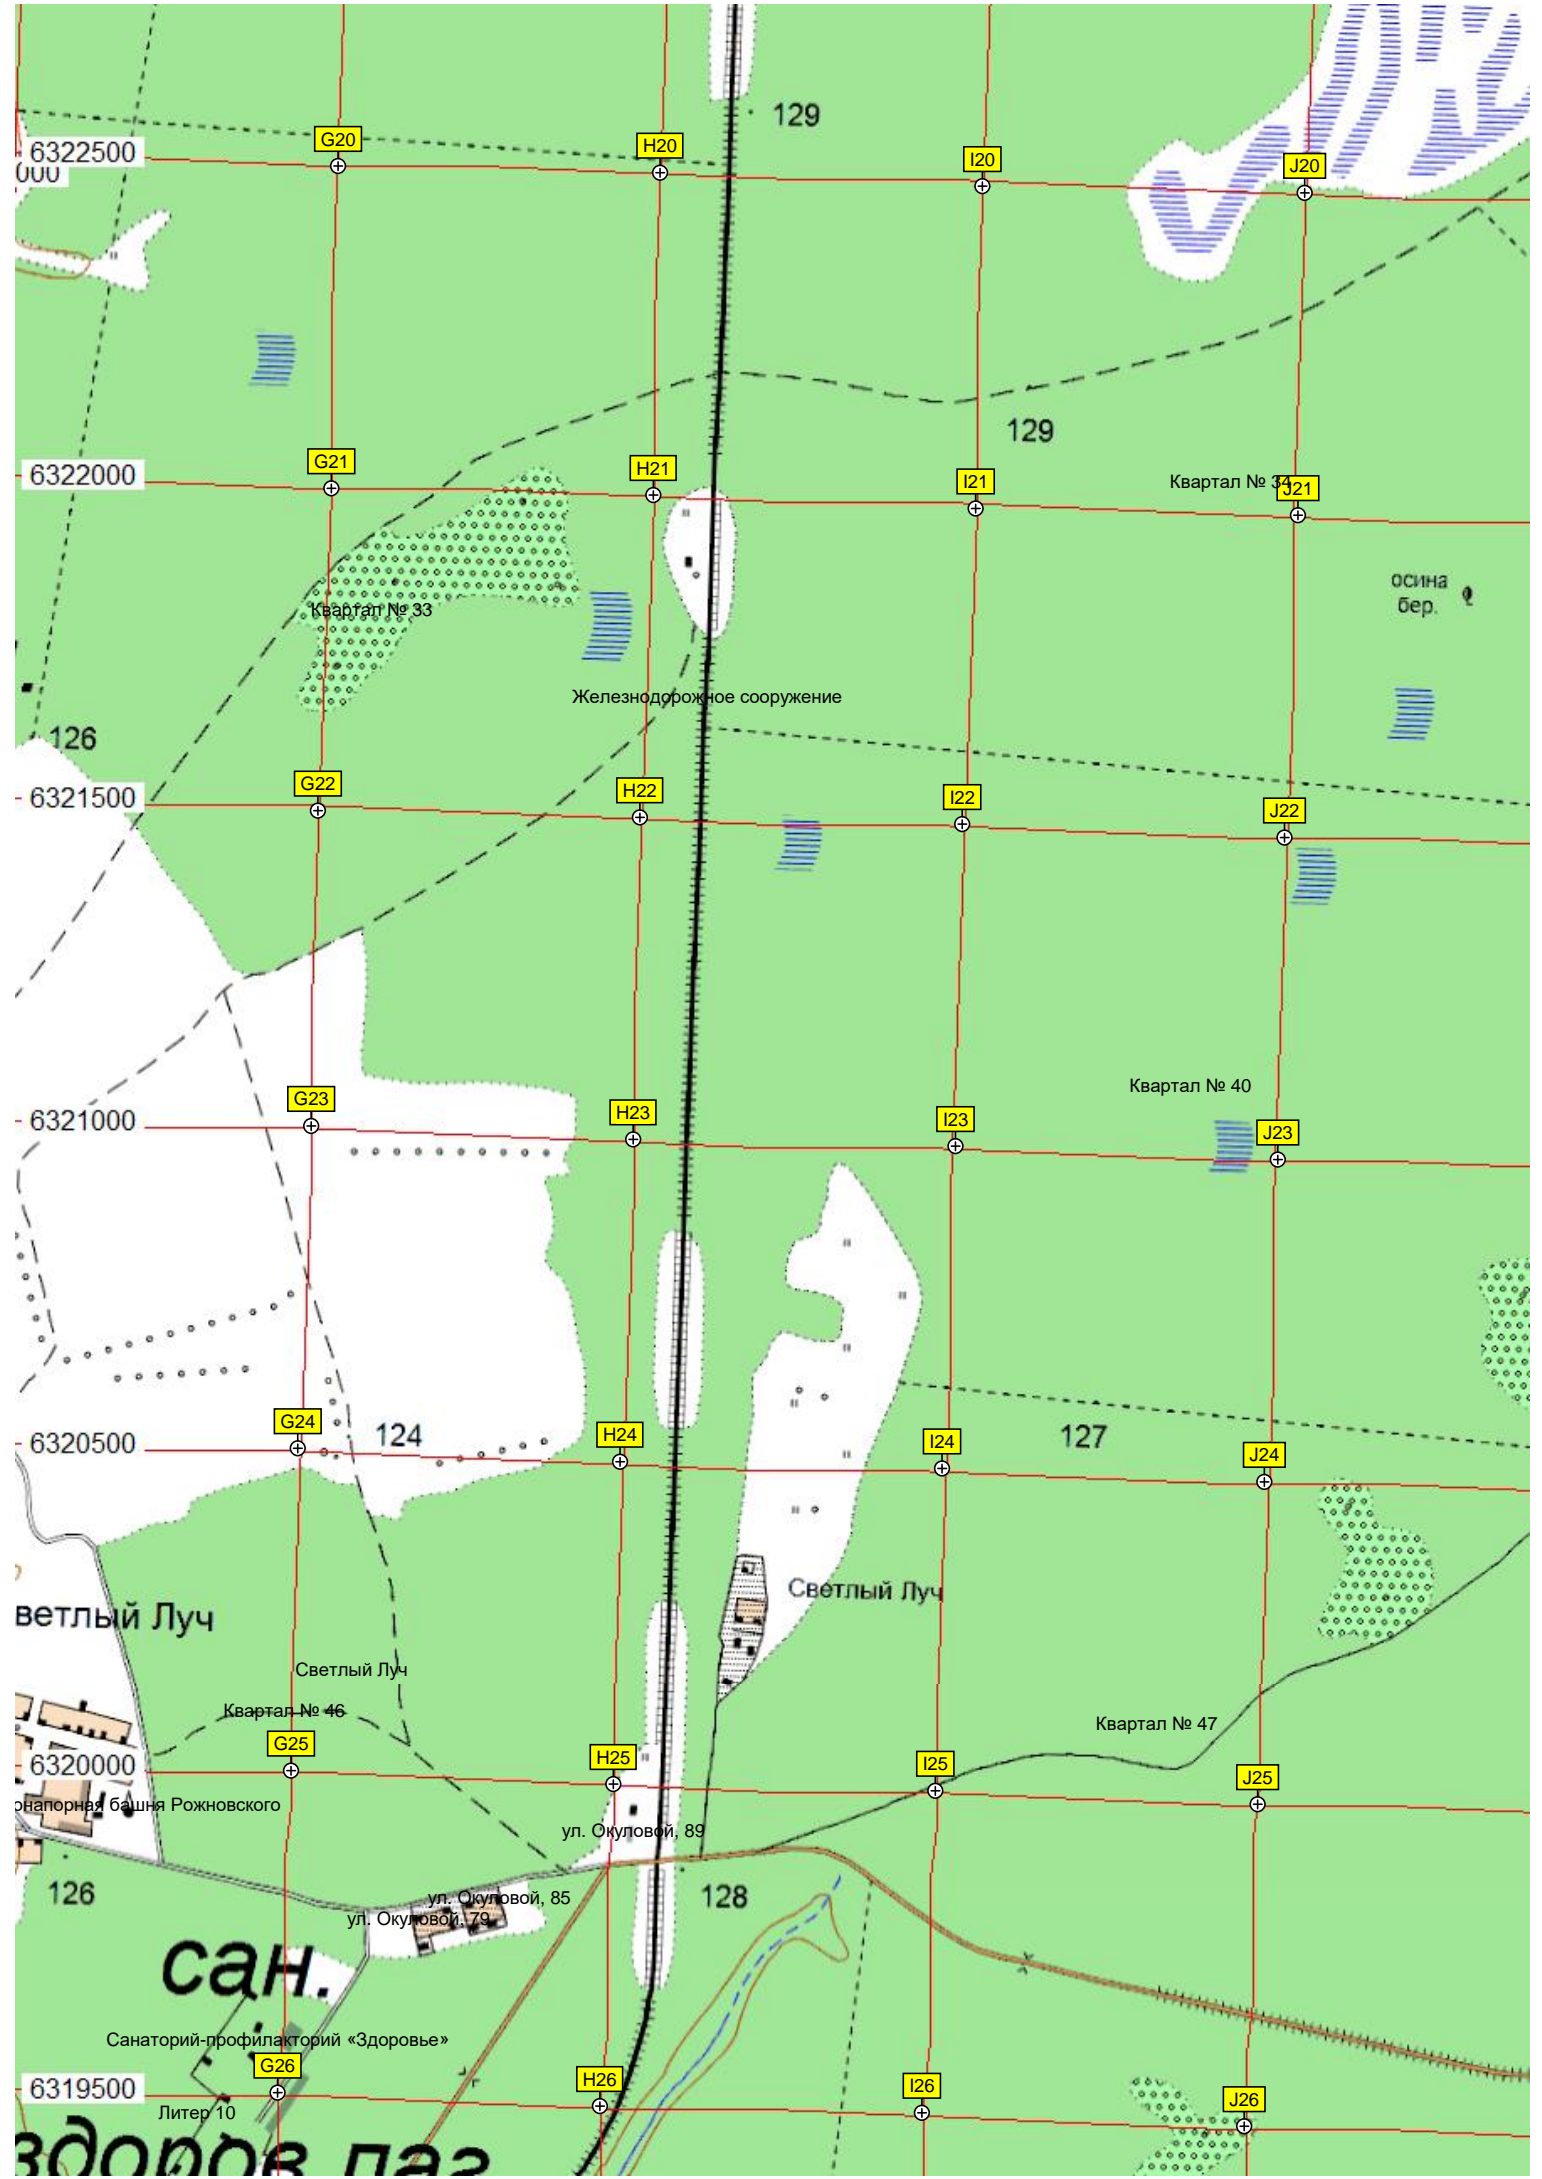 129
G20
H20
6322500
I20
J20
000
129
G21
H21
6322000
I21
Квартал № 34
J21
осина
бер.
Квартал № 33
Железнодорожное сооружение
126
G22
H22
6321500
I22
J22
Квартал № 40
G23
H23
6321000
I23
J23
G24
124
H24
127
6320500
I24
J24
Светлый Луч
ветлый Луч
Светлый Луч
Квартал № 46
Квартал № 47
G25
H25
6320000
I25
J25
онапорная башня Рожновского
ул. Окуловой, 89
126
ул. Окуловой, 85
128
ул. Окуловой, 79
сан.
Санаторий-профилакторий «Здоровье»
G26
H26
6319500
I26
J26
Литер 10
здоров лаг